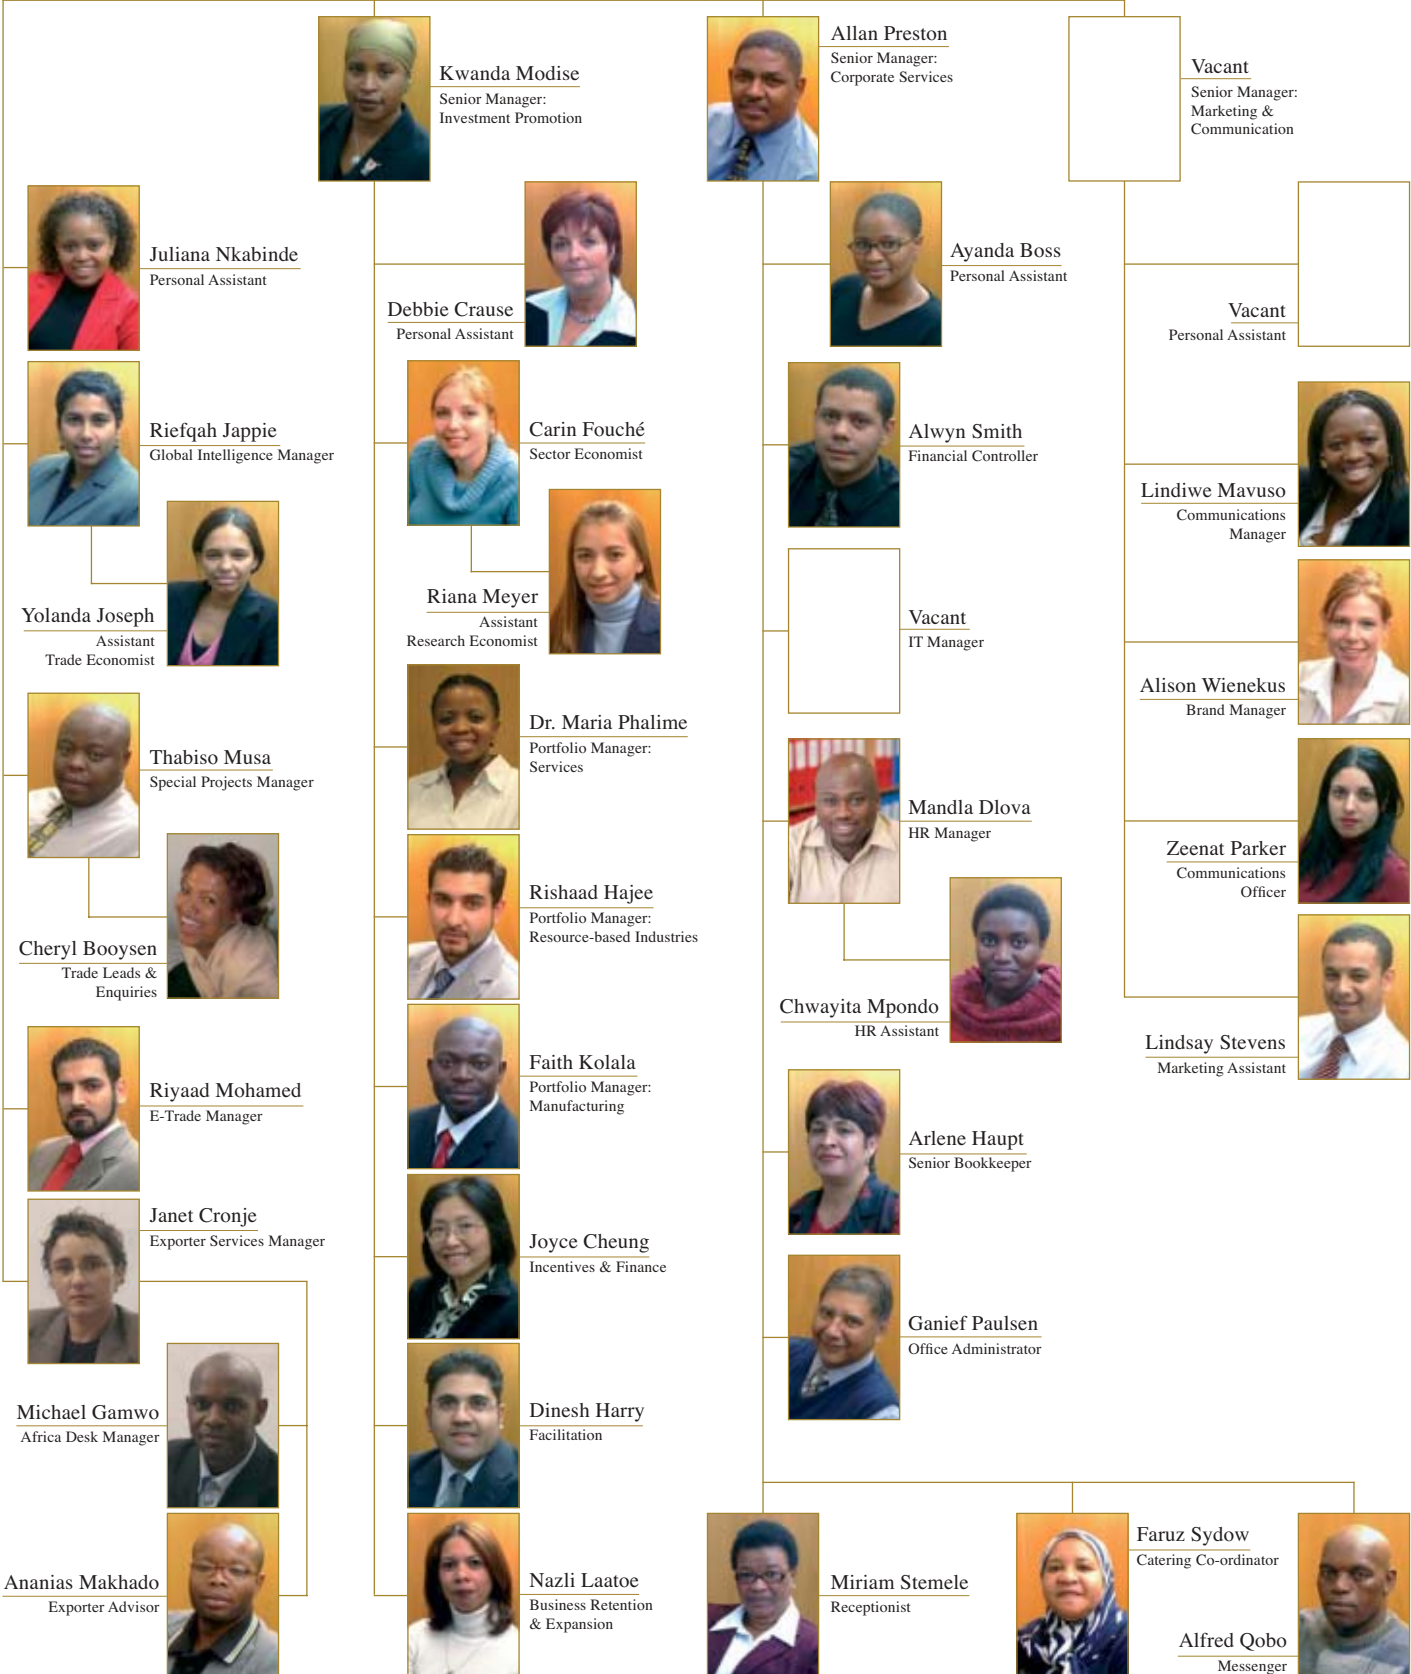 Kwanda Modise
Senior Manager:
Investment Promotion
Allan Preston
Senior Manager:
Corporate Services
Vacant
Senior Manager:
Marketing &
Communication
Juliana Nkabinde
Personal Assistant
Riefqah Jappie
Global Intelligence Manager
Yolanda Joseph
Assistant
Trade Economist
Thabiso Musa
Special Projects Manager
Cheryl Booysen
Trade Leads &
Enquiries
Riyaad Mohamed
E-Trade Manager
Janet Cronje
Exporter Services Manager
Michael Gamwo
Africa Desk Manager
Ananias Makhado
Exporter Advisor
Debbie Crause
Personal Assistant
Carin Fouché
Sector Economist
Riana Meyer
Assistant
Research Economist
Dr. Maria Phalime
Portfolio Manager:
Services
Rishaad Hajee
Portfolio Manager:
Resource-based Industries
Faith Kolala
Portfolio Manager:
Manufacturing
Joyce Cheung
Incentives & Finance
Dinesh Harry
Facilitation
Nazli Laatoe
Business Retention
& Expansion
Ayanda Boss
Personal Assistant
Alwyn Smith
Financial Controller
Vacant
IT Manager
Mandla Dlova
HR Manager
Chwayita Mpondo
HR Assistant
Arlene Haupt
Senior Bookkeeper
Ganief Paulsen
Office Administrator
Miriam Stemele
Receptionist
Faruz Sydow
Catering Co-ordinator
Alfred Qobo
Messenger
Vacant
Personal Assistant
Lindiwe Mavuso
Communications
Manager
Alison Wienekus
Brand Manager
Zeenat Parker
Communications
Officer
Lindsay Stevens
Marketing Assistant